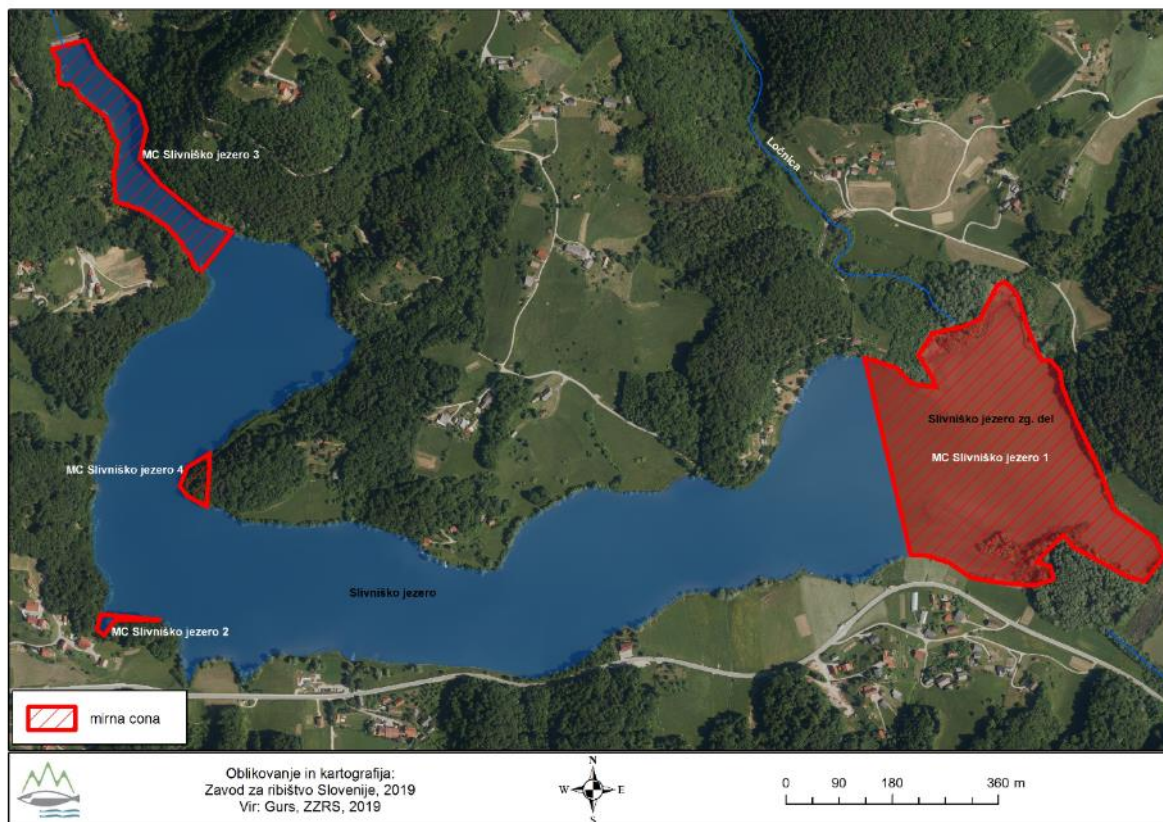 MC Slivniško jezero 3
Ločnica
Slivniško jezero zg. del
MC Slivniško jezero 1
MC Slivniško jezero 4
Slivniško jezero
MC Slivniško jezero 2
mirna cona
Oblikovanje in kartografija:
Zavod za ribištvo Slovenije, 2019
Vir: Gurs, ZZRS, 2019
N
W E
S
0 90 180 360 m